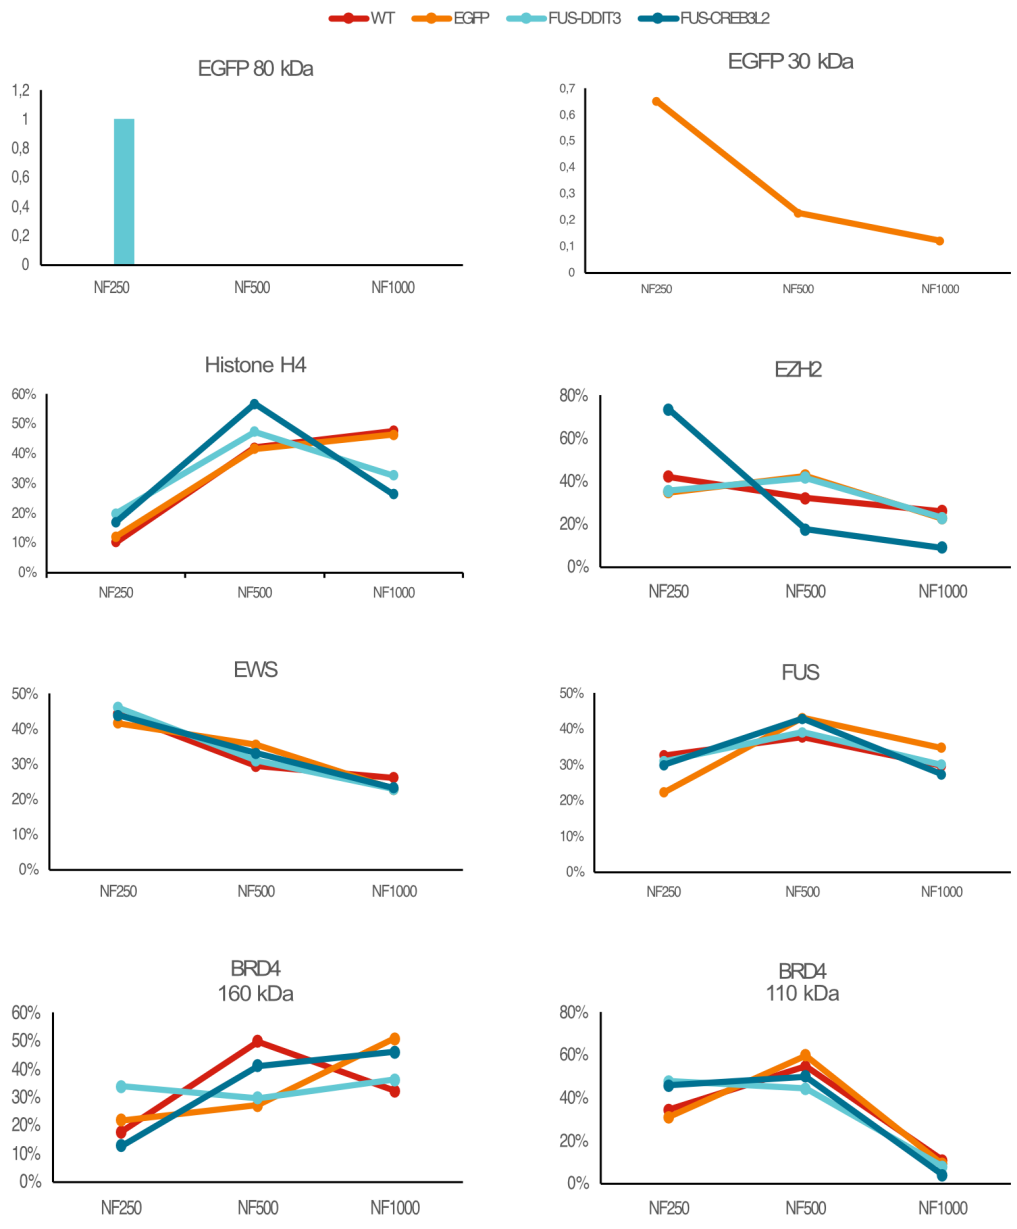 WT EGFP FUS-DDIT3 FUS-CREB3L2
EGFP 80 kDa
1,2
1
0,8
0,6
0,4
0,2
0
NF250 NF500 NF1000
EGFP 30 kDa
0,7
0,6
0,5
0,4
0,3
0,2
0,1
0
NF250 NF500 NF1000
Histone H4
60%
50%
40%
30%
20%
10%
0%
NF250 NF500 NF1000
EZH2
80%
60%
40%
20%
0%
NF250 NF500 NF1000
EWS
50%
40%
30%
20%
10%
0%
NF250 NF500 NF1000
FUS
50%
40%
30%
20%
10%
0%
NF250 NF500 NF1000
BRD4
160 kDa
60%
50%
40%
30%
20%
10%
0%
NF250 NF500 NF1000
BRD4
110 kDa
80%
60%
40%
20%
0%
NF250 NF500 NF1000